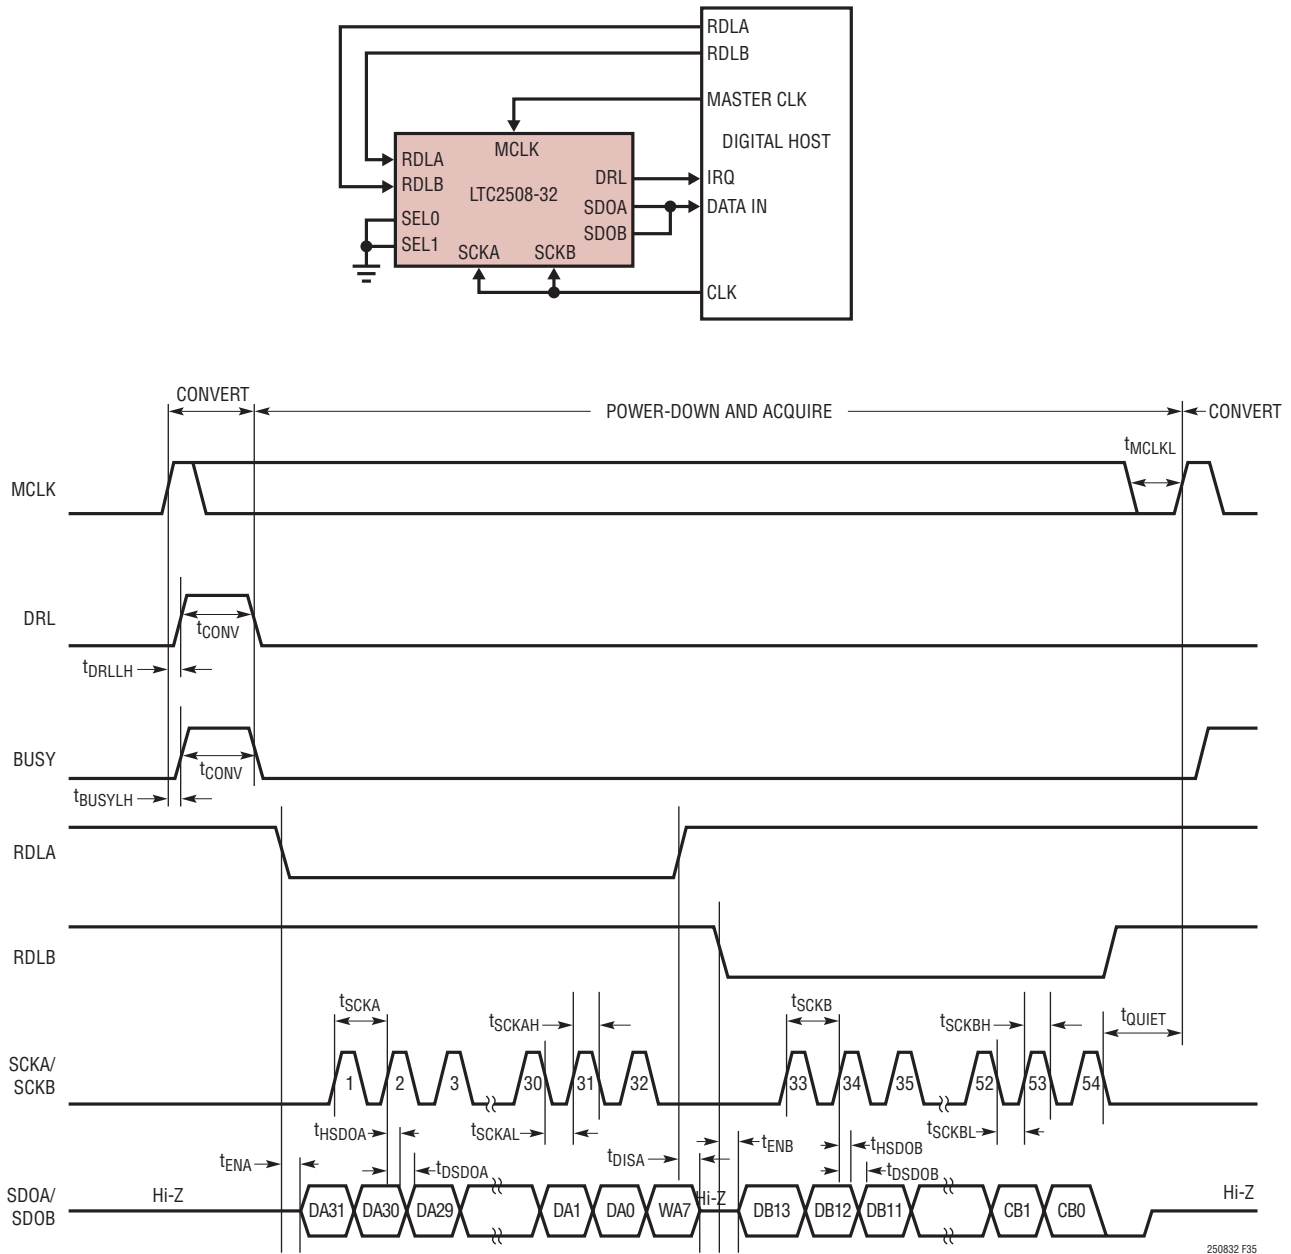 RDLA
RDLB
MASTER CLK
DIGITAL HOST
MCLK
RDLA
RDLB
LTC2508-32
DRL
IRQ
SDOA
DATA IN
SDOB
SEL0
SEL1
SCKA
SCKB
CLK
CONVERT
POWER-DOWN AND ACQUIRE
CONVERT
tMCLKL
MCLK
DRL
tCONV
tDRLLH
BUSY
tCONV
tBUSYLH
RDLA
RDLB
tSCKA
tSCKAH
tSCKB
tSCKBH
tQUIET
SCKA/
SCKB
1 2 3 30 31 32 33 34 35 52 53 54
tHSDOA
tSCKAL
tENB
tHSDOB
tSCKBL
tENA
tDSDOA
tDISA
tDSDOB
SDOA/
SDOB
Hi-Z
DA31 DA30 DA29 DA1 DA0 WA7
Hi-Z
DB13 DB12 DB11 CB1 CB0
Hi-Z
250832 F35